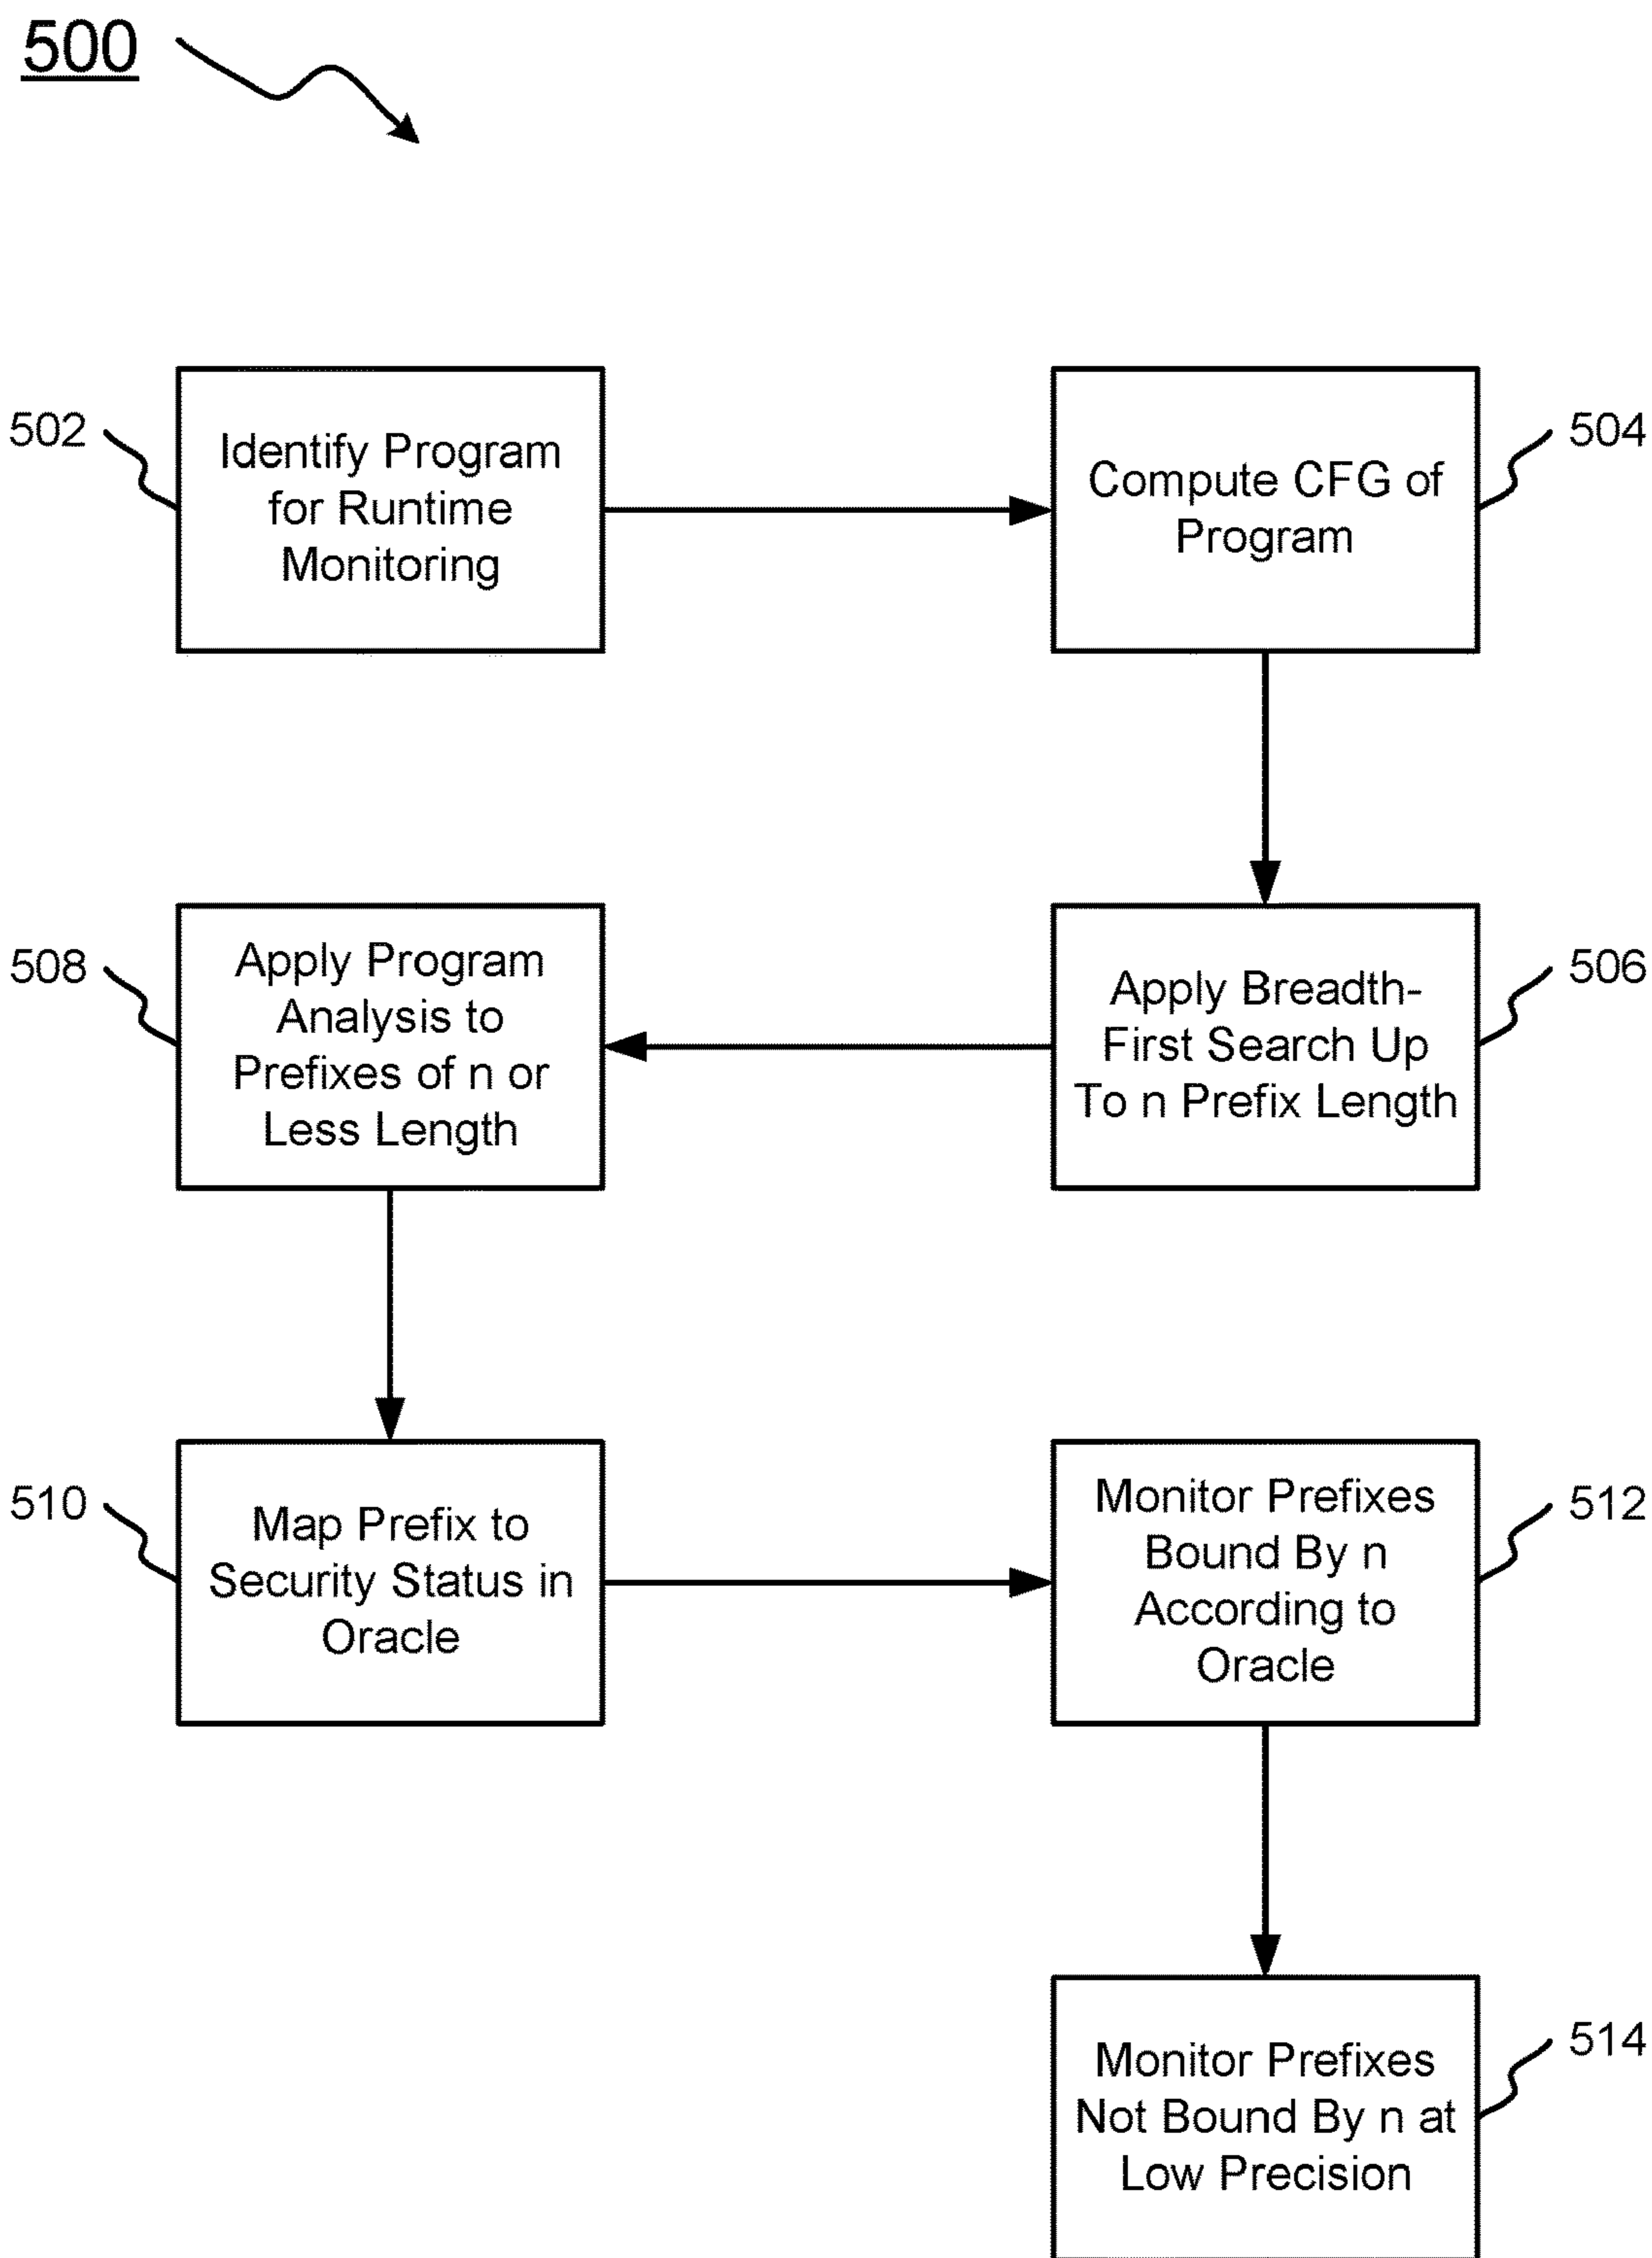 500
502
Identify Program
for Runtime
Monitoring
504
Compute CFG of
Program
506
Apply Breadth-
First Search Up
To n Prefix Length
508
Apply Program
Analysis to
Prefixes of n or
Less Length
510
Map Prefix to
Security Status in
Oracle
512
Monitor Prefixes
Bound By n
According to
Oracle
514
Monitor Prefixes
Not Bound By n at
Low Precision